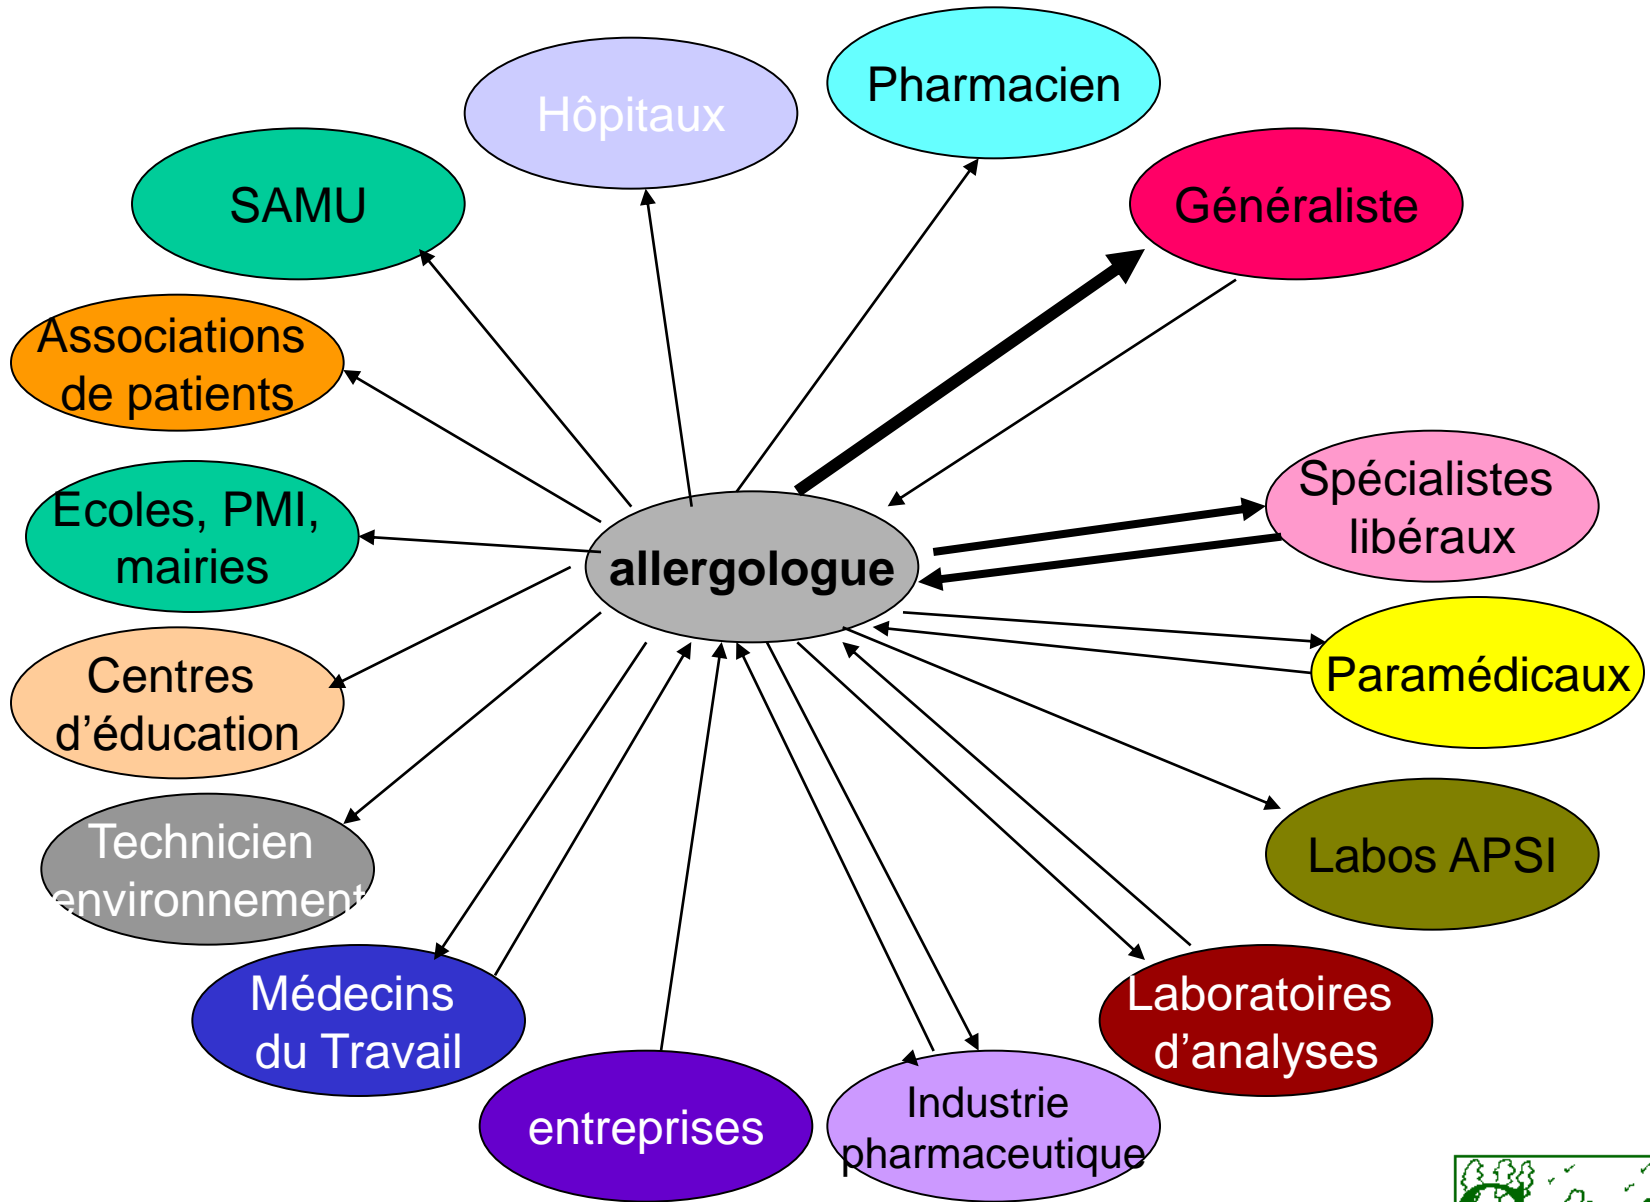 Hôpitaux
Pharmacien
SAMU
Généraliste
Associations
de patients
Spécialistes
libéraux
Ecoles, PMI,
mairies
allergologue
Centres
d’éducation
Paramédicaux
Technicien
environnement
Labos APSI
Médecins
du Travail
Laboratoires
d’analyses
entreprises
Industrie
pharmaceutique